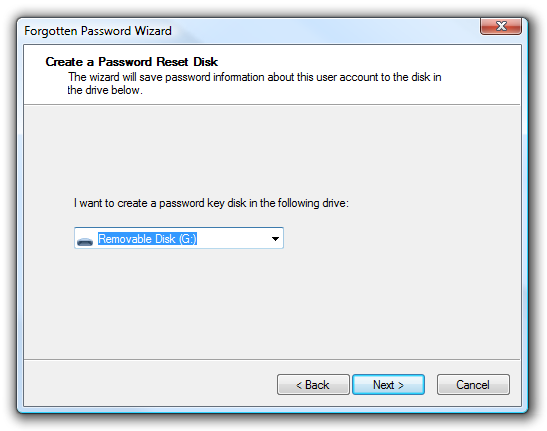 Forgotten Password Wizard
Create a Password Reset Disk
The wizard will save password information about this user account to the disk in
the drive below.
I want to create a password key disk in the following drive:
Removable Disk (G:)
< Back
Next >
Cancel